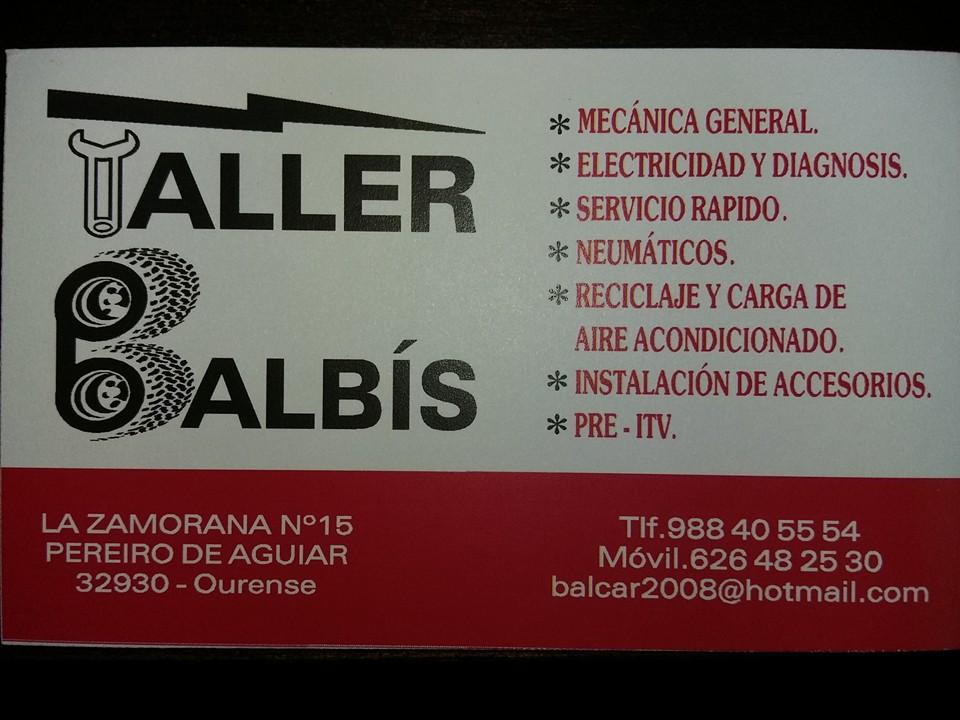 TALLER
BALBÍS
* MECÁNICA GENERAL.
* ELECTRICIDAD Y DIAGNOSIS.
* SERVICIO RAPIDO.
* NEUMÁTICOS.
* RECICLAJE Y CARGA DE
AIRE ACONDICIONADO.
* INSTALACIÓN DE ACCESORIOS.
* PRE - ITV.
LA ZAMORANA Nº15
PEREIRO DE AGUIAR
32930 - Ourense
Tlf.988 40 55 54
Móvil.626 48 25 30
balcar2008@hotmail.com